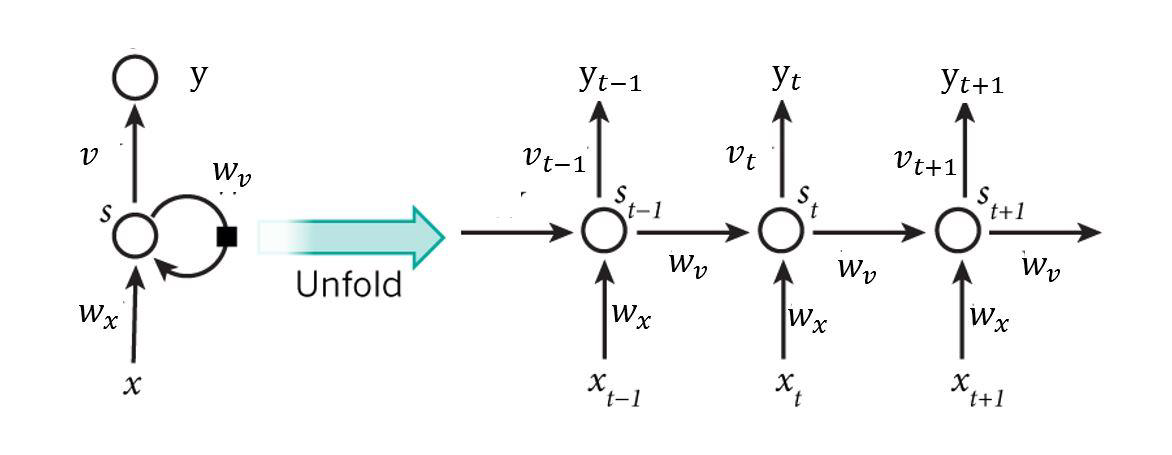 y
v
w_v
s
w_x
x
Unfold
y_{t−1} y_t y_{t+1}
v_{t−1} v_t v_{t+1}
s_{t-1} s_t s_{t+1}
w_v w_v w_v
w_x w_x w_x
x_{t-1} x_t x_{t+1}